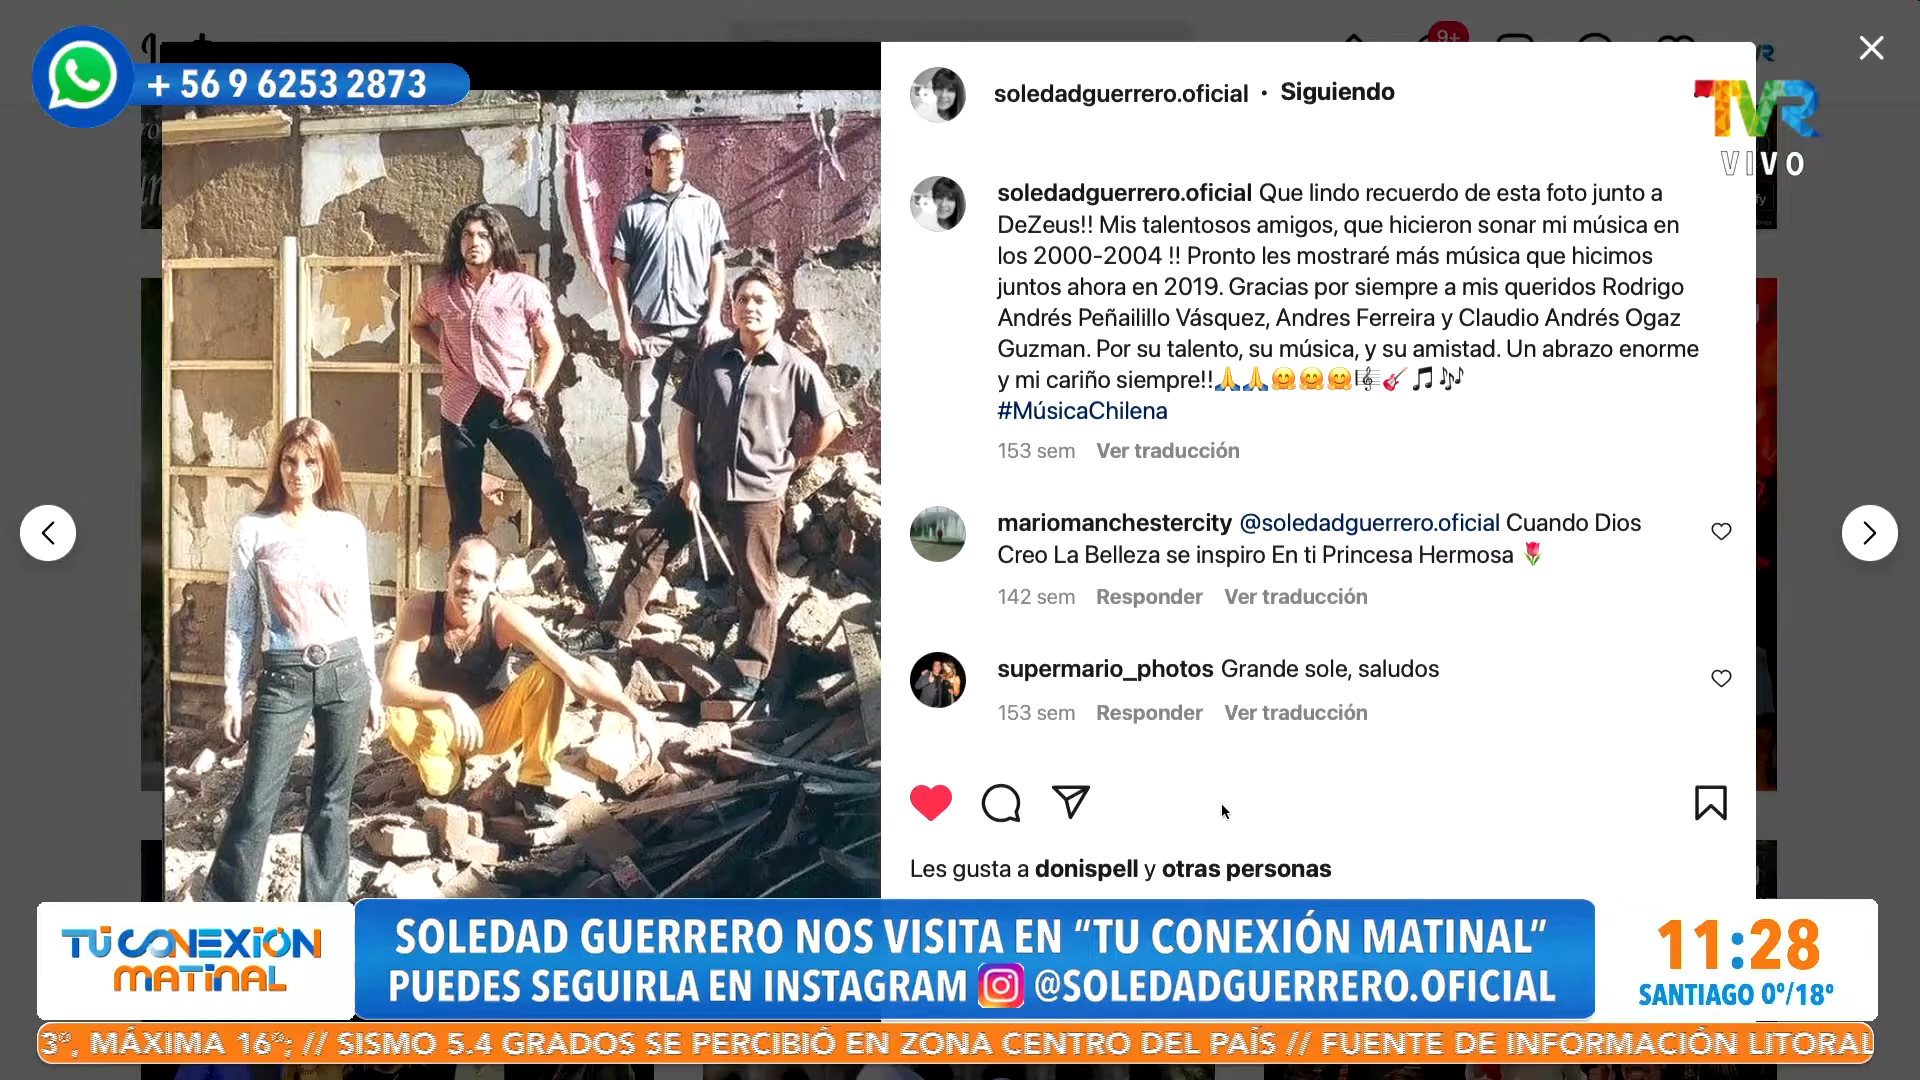 + 56 9 6253 2873
9+
soledadguerrero.oficial • Siguiendo
TVR
VIVO
soledadguerrero.oficial Que lindo recuerdo de esta foto junto a
DeZeus!! Mis talentosos amigos, que hicieron sonar mi música en
los 2000-2004 !! Pronto les mostraré más música que hicimos
juntos ahora en 2019. Gracias por siempre a mis queridos Rodrigo
Andrés Peñailillo Vásquez, Andres Ferreira y Claudio Andrés Ogaz
Guzman. Por su talento, su música, y su amistad. Un abrazo enorme
y mi cariño siempre!!🙏🙏🤗🤗🤗🎼🎸🎵🎶
#MúsicaChilena
153 sem Ver traducción
mariomanchestercity @soledadguerrero.oficial Cuando Dios
Creo La Belleza se inspiro En ti Princesa Hermosa 🌷
142 sem Responder Ver traducción
supermario_photos Grande sole, saludos
153 sem Responder Ver traducción
Les gusta a donispell y otras personas
TU CONEXIÓN
MATINAL
SOLEDAD GUERRERO NOS VISITA EN “TU CONEXIÓN MATINAL”
PUEDES SEGUIRLA EN INSTAGRAM @SOLEDADGUERRERO.OFICIAL
11:28
SANTIAGO 0°/18°
3°, MÁXIMA 16°; // SISMO 5.4 GRADOS SE PERCIBIÓ EN ZONA CENTRO DEL PAÍS // FUENTE DE INFORMACIÓN LITORAL